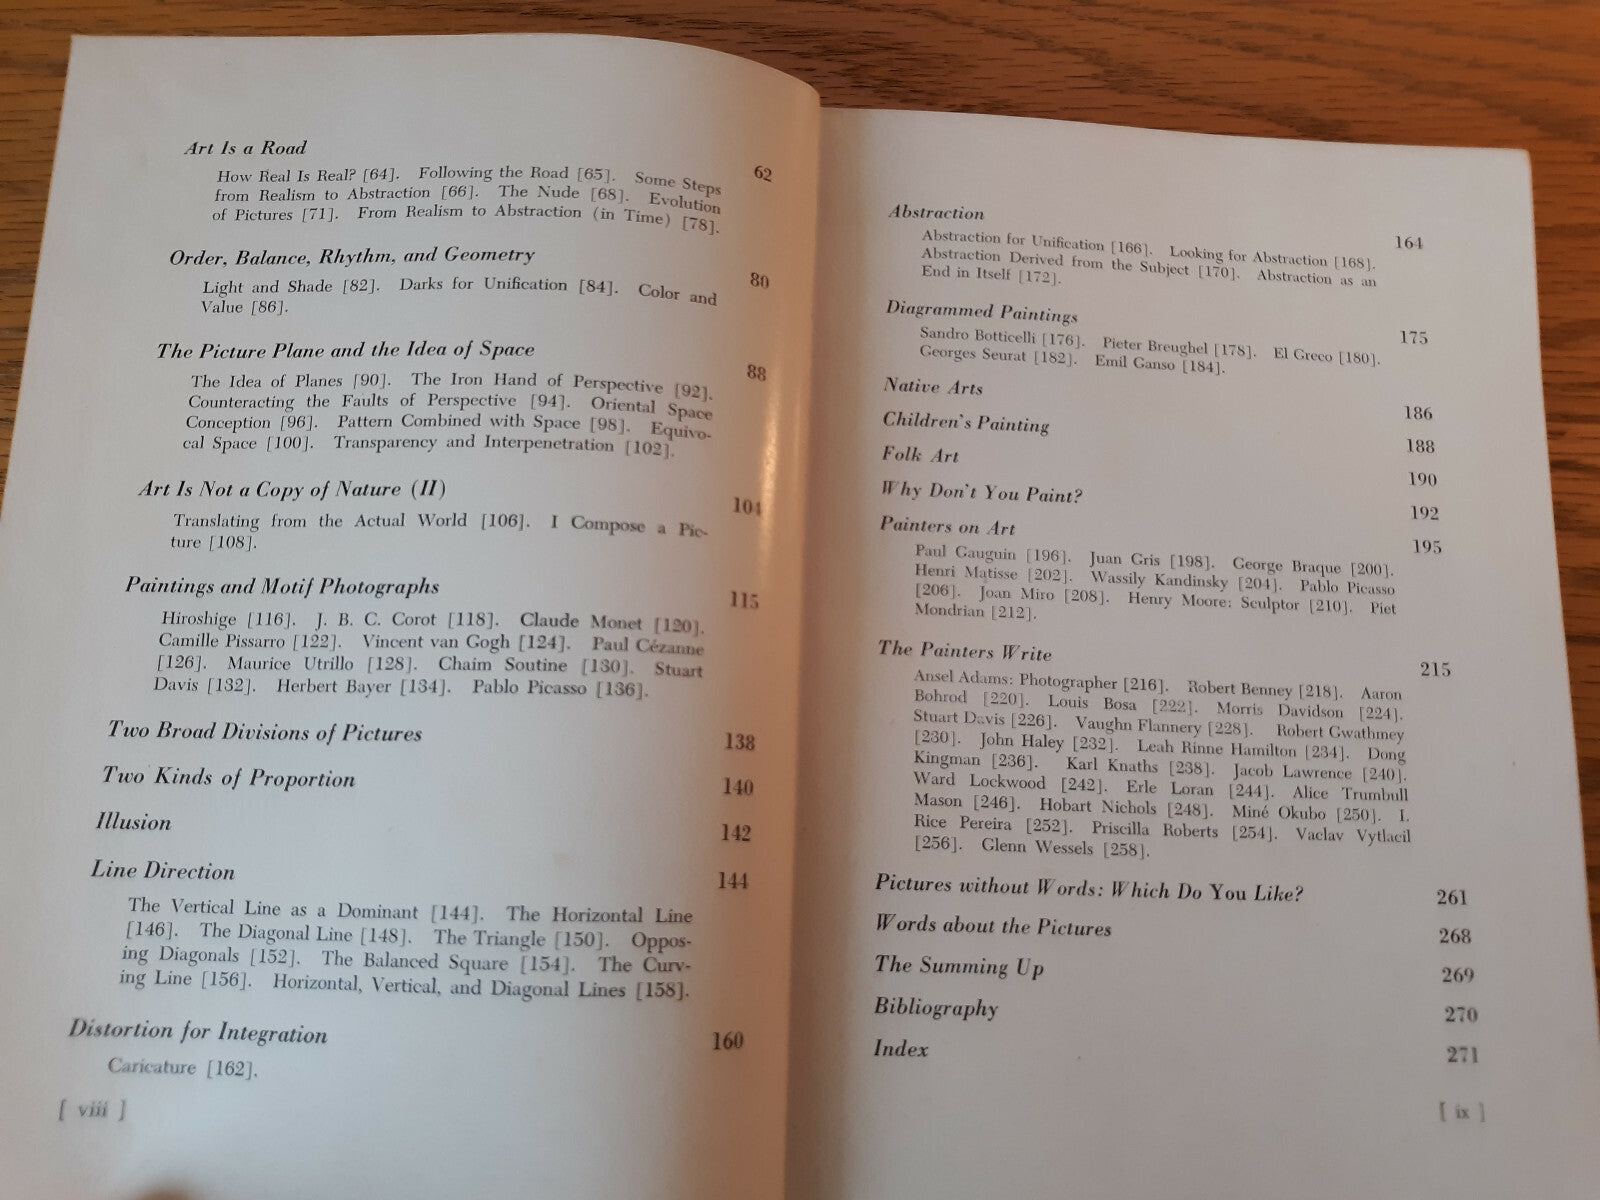 Art Is a Road 62
How Real Is Real? [64]. Following the Road [65]. Some Steps
from Realism to Abstraction [66]. The Nude [68]. Evolution
of Pictures [71]. From Realism to Abstraction (in Time) [78].
Order, Balance, Rhythm, and Geometry 80
Light and Shade [82]. Darks for Unification [84]. Color and
Value [86].
The Picture Plane and the Idea of Space 88
The Idea of Planes [90]. The Iron Hand of Perspective [92].
Counteracting the Faults of Perspective [94]. Oriental Space
Conception [96]. Pattern Combined with Space [98]. Equivo-
cal Space [100]. Transparency and Interpenetration [102].
Art Is Not a Copy of Nature (II) 104
Translating from the Actual World [106]. I Compose a Pic-
ture [108].
Paintings and Motif Photographs 115
Hiroshige [116]. J. B. C. Corot [118]. Claude Monet [120].
Camille Pissarro [122]. Vincent van Gogh [124]. Paul Cézanne
[126]. Maurice Utrillo [128]. Chaim Soutine [130]. Stuart
Davis [132]. Herbert Bayer [134]. Pablo Picasso [136].
Two Broad Divisions of Pictures 138
Two Kinds of Proportion 140
Illusion 142
Line Direction 144
The Vertical Line as a Dominant [144]. The Horizontal Line
[146]. The Diagonal Line [148]. The Triangle [150]. Oppos-
ing Diagonals [152]. The Balanced Square [154]. The Curv-
ing Line [156]. Horizontal, Vertical, and Diagonal Lines [158].
Distortion for Integration 160
Caricature [162].
[ viii ]
Abstraction 164
Abstraction for Unification [166]. Looking for Abstraction [168].
Abstraction Derived from the Subject [170]. Abstraction as an
End in Itself [172].
Diagrammed Paintings 175
Sandro Botticelli [176]. Pieter Breughel [178]. El Greco [180].
Georges Seurat [182]. Emil Ganso [184].
Native Arts 186
Children's Painting 188
Folk Art 190
Why Don't You Paint? 192
Painters on Art 195
Paul Gauguin [196]. Juan Gris [198]. George Braque [200].
Henri Matisse [202]. Wassily Kandinsky [204]. Pablo Picasso
[206]. Joan Miro [208]. Henry Moore: Sculptor [210]. Piet
Mondrian [212].
The Painters Write 215
Ansel Adams: Photographer [216]. Robert Benney [218]. Aaron
Bohrod [220]. Louis Bosa [222]. Morris Davidson [224].
Stuart Davis [226]. Vaughn Flannery [228]. Robert Gwathmey
[230]. John Haley [232]. Leah Rinne Hamilton [234]. Dong
Kingman [236]. Karl Knaths [238]. Jacob Lawrence [240].
Ward Lockwood [242]. Erle Loran [244]. Alice Trumbull
Mason [246]. Hobart Nichols [248]. Miné Okubo [250]. I.
Rice Pereira [252]. Priscilla Roberts [254]. Vaclav Vytlacil
[256]. Glenn Wessels [258].
Pictures without Words: Which Do You Like? 261
Words about the Pictures 268
The Summing Up 269
Bibliography 270
Index 271
[ ix ]